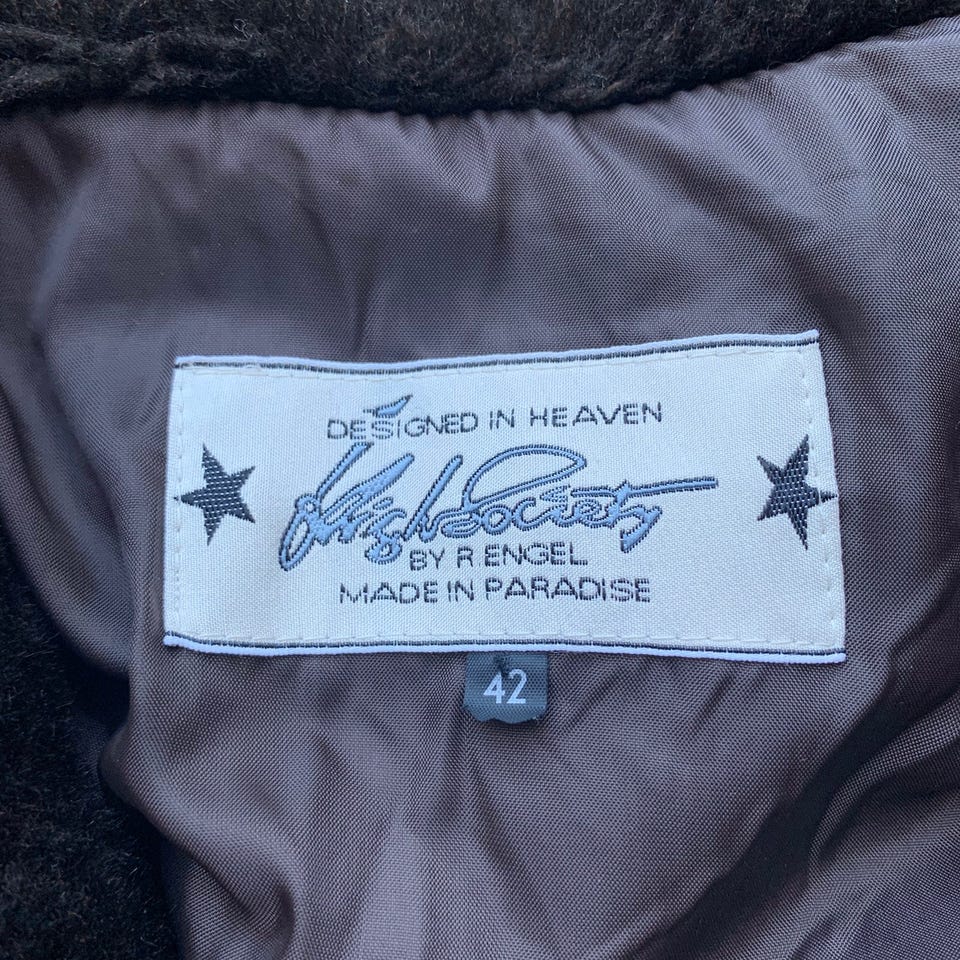 DESIGNED IN HEAVEN
HighSociety
BY R ENGEL
MADE IN PARADISE
42